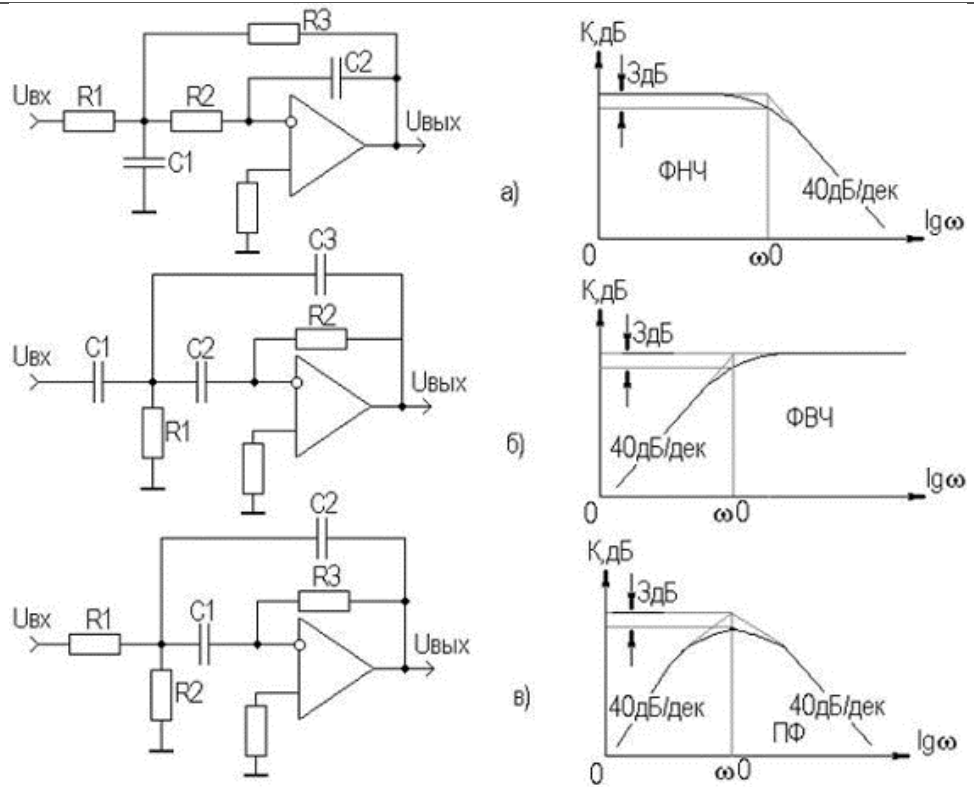 R3
C2
Uвх R1 R2
Uвых
C1
а)
К,дБ
3дБ
ФНЧ
40дБ/дек
lgω
0 ω0
C3
R2
Uвх C1 C2
Uвых
R1
б)
К,дБ
3дБ
ФВЧ
40дБ/дек
lgω
0 ω0
C2
R3
Uвх R1 C1
Uвых
R2
в)
К,дБ
3дБ
40дБ/дек 40дБ/дек
ПФ
lgω
0 ω0